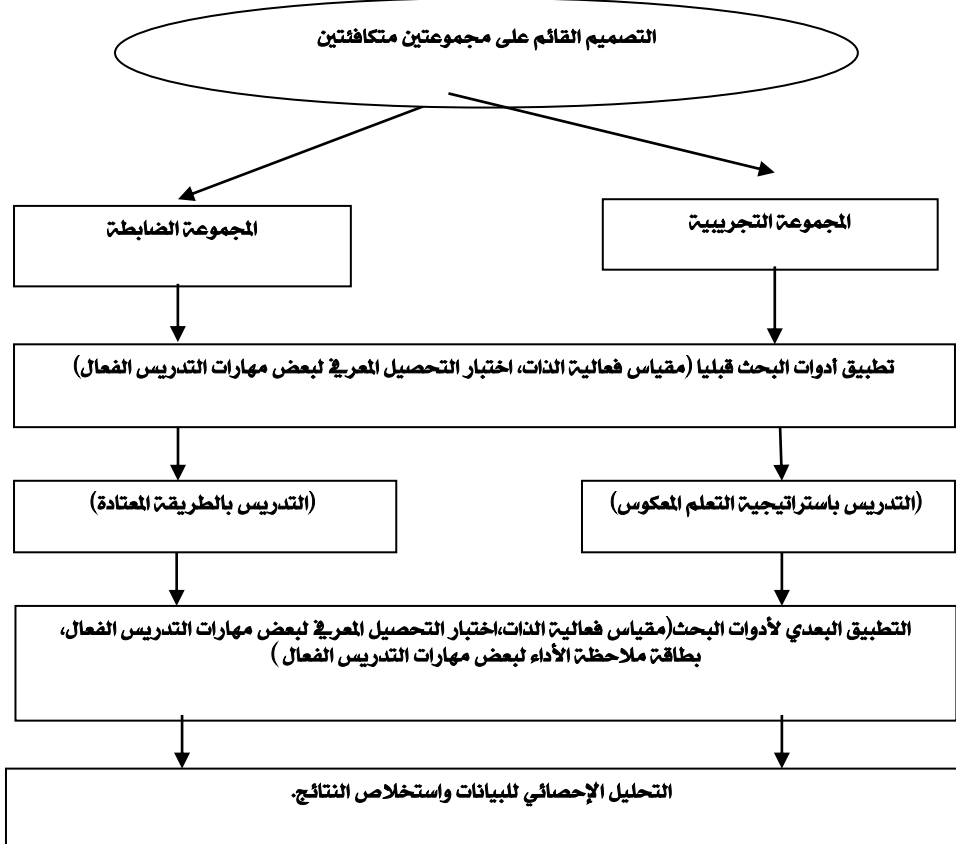 التصميم القائم على مجموعتين متكافئتين
المجموعة التجريبية
المجموعة الضابطة
تطبيق أدوات البحث قبليا (مقياس فعالية الذات، اختبار التحصيل المعرفي لبعض مهارات التدريس الفعال)
(التدريس باستراتيجية التعلم المعكوس)
(التدريس بالطريقة المعتادة)
التطبيق البعدي لأدوات البحث(مقياس فعالية الذات،اختبار التحصيل المعرفي لبعض مهارات التدريس الفعال،
بطاقة ملاحظة الأداء لبعض مهارات التدريس الفعال )
التحليل الإحصائي للبيانات واستخلاص النتائج.